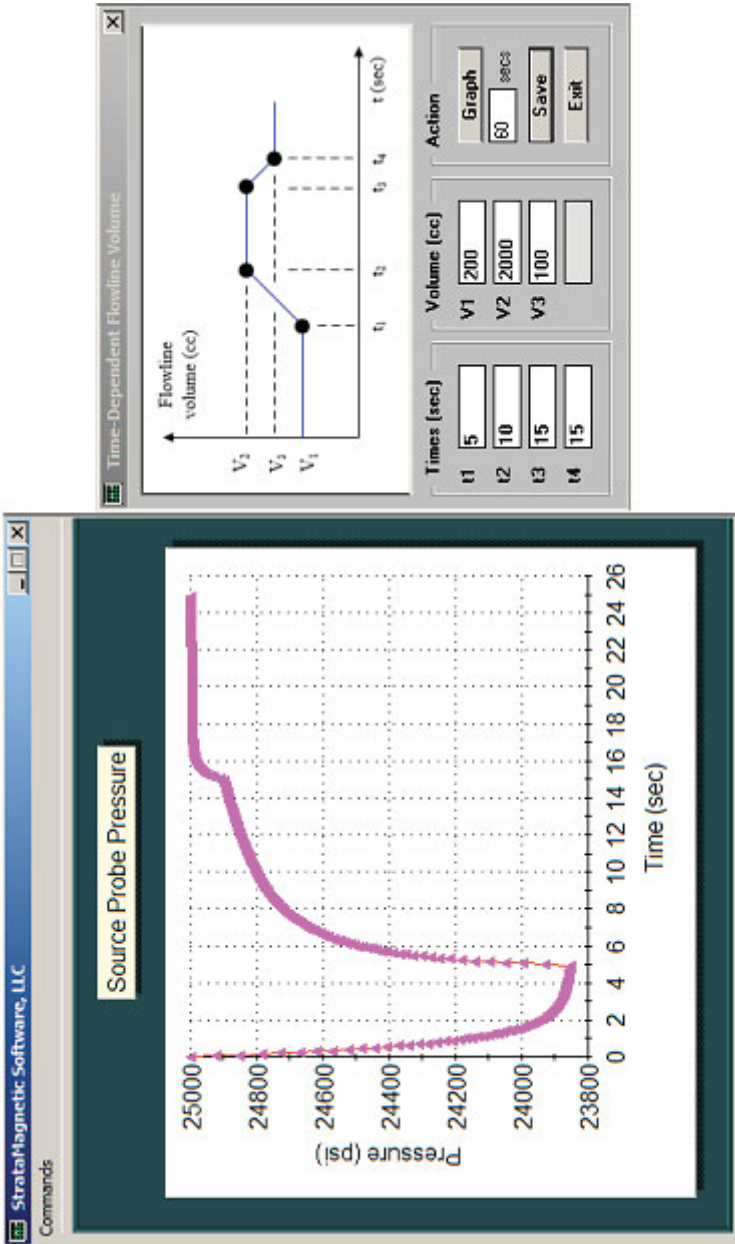 StrataMagnetic Software, LLC
Commands
Source Probe Pressure
25000
24800
24600
24400
24200
24000
23800
Pressure (psi)
0 2 4 6 8 10 12 14 16 18 20 22 24 26
Time (sec)
Time-Dependent Flowline Volume
Flowline
volume (cc)
V2
V3
V1
t1 t2 t3 t4 t (sec)
Times (sec)
t1 5
t2 10
t3 15
t4 15
Volume (cc)
V1 200
V2 2000
V3 100
Action
Graph
60 secs
Save
Exit